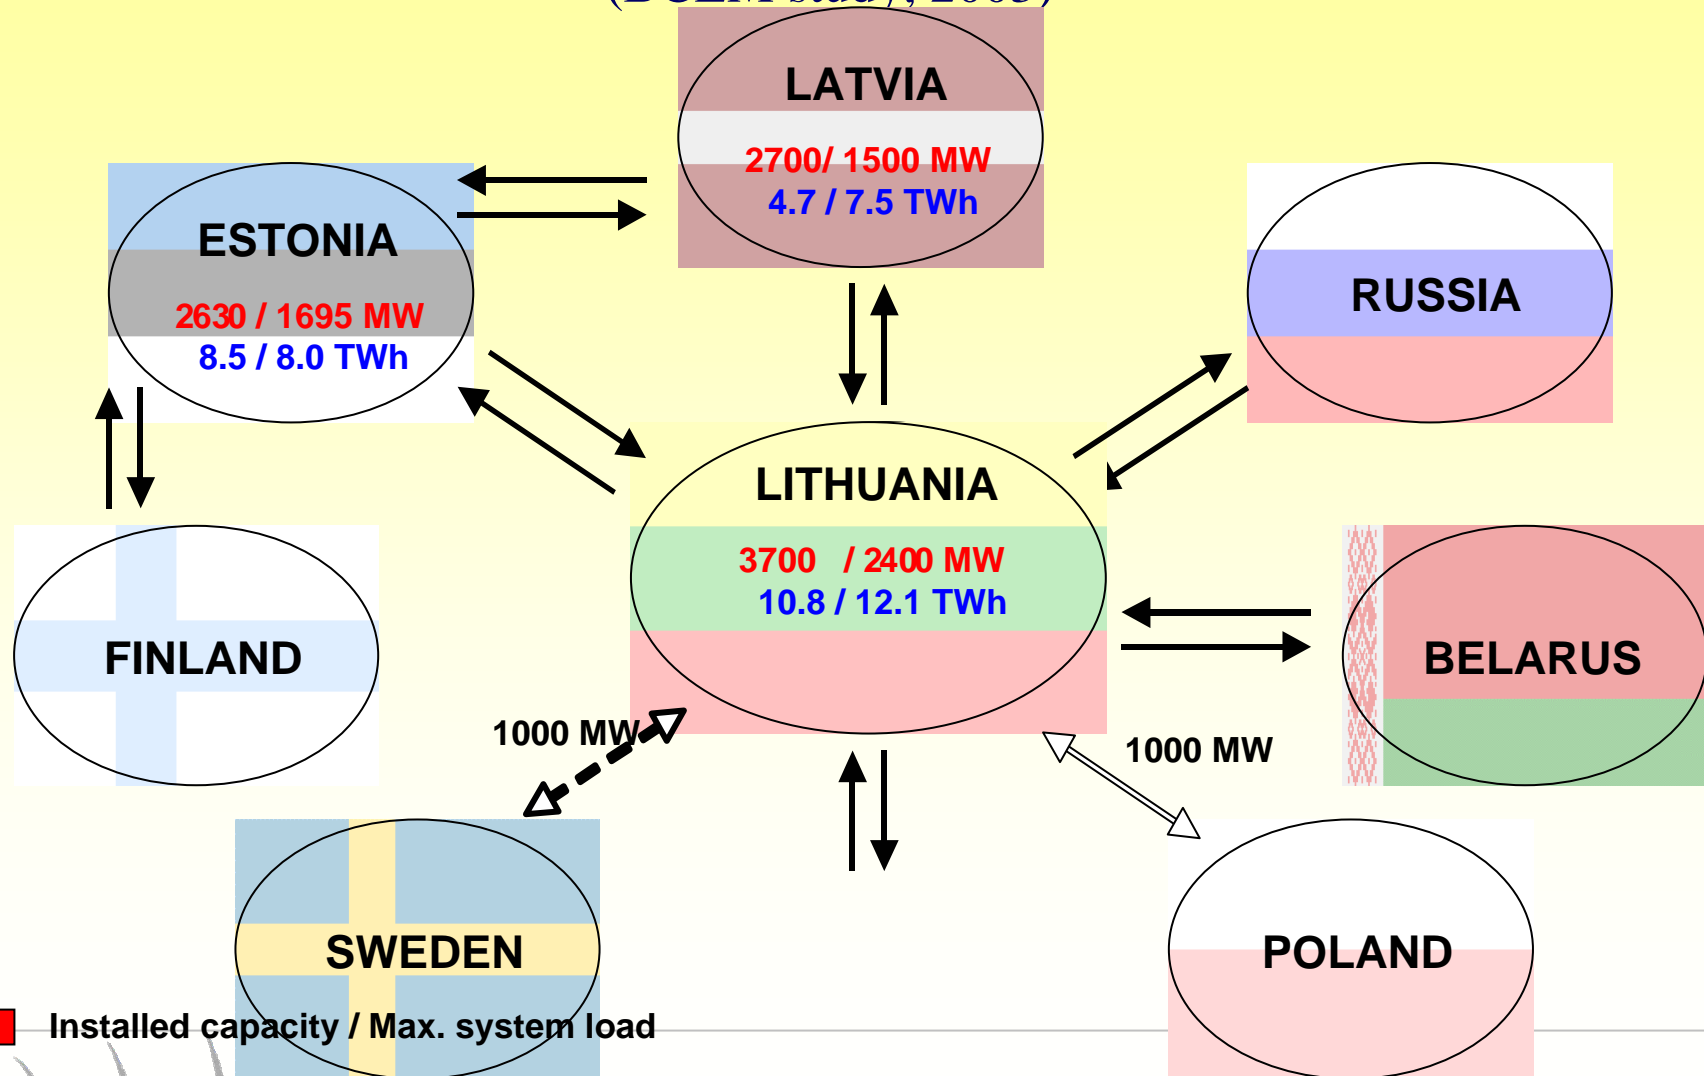 LATVIA
2700/ 1500 MW
4.7 / 7.5 TWh
ESTONIA
2630 / 1695 MW
8.5 / 8.0 TWh
RUSSIA
LITHUANIA
3700 / 2400 MW
10.8 / 12.1 TWh
FINLAND
BELARUS
1000 MW
1000 MW
SWEDEN
POLAND
Installed capacity / Max. system load